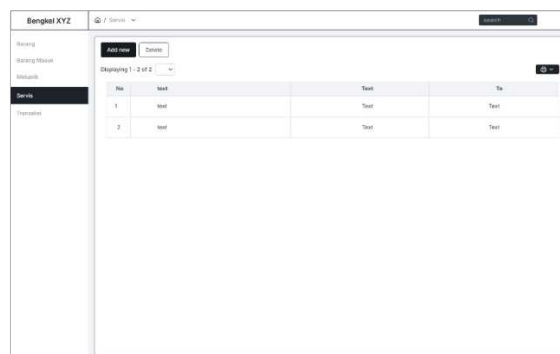 Bengkel XYZ
/ Servis
search
Barang
Barang Masuk
Mekanik
Servis
Transaksi
Add new
Delete
Displaying 1 - 2 of 2
No text Text To
1 text Text Text
2 text Text Text